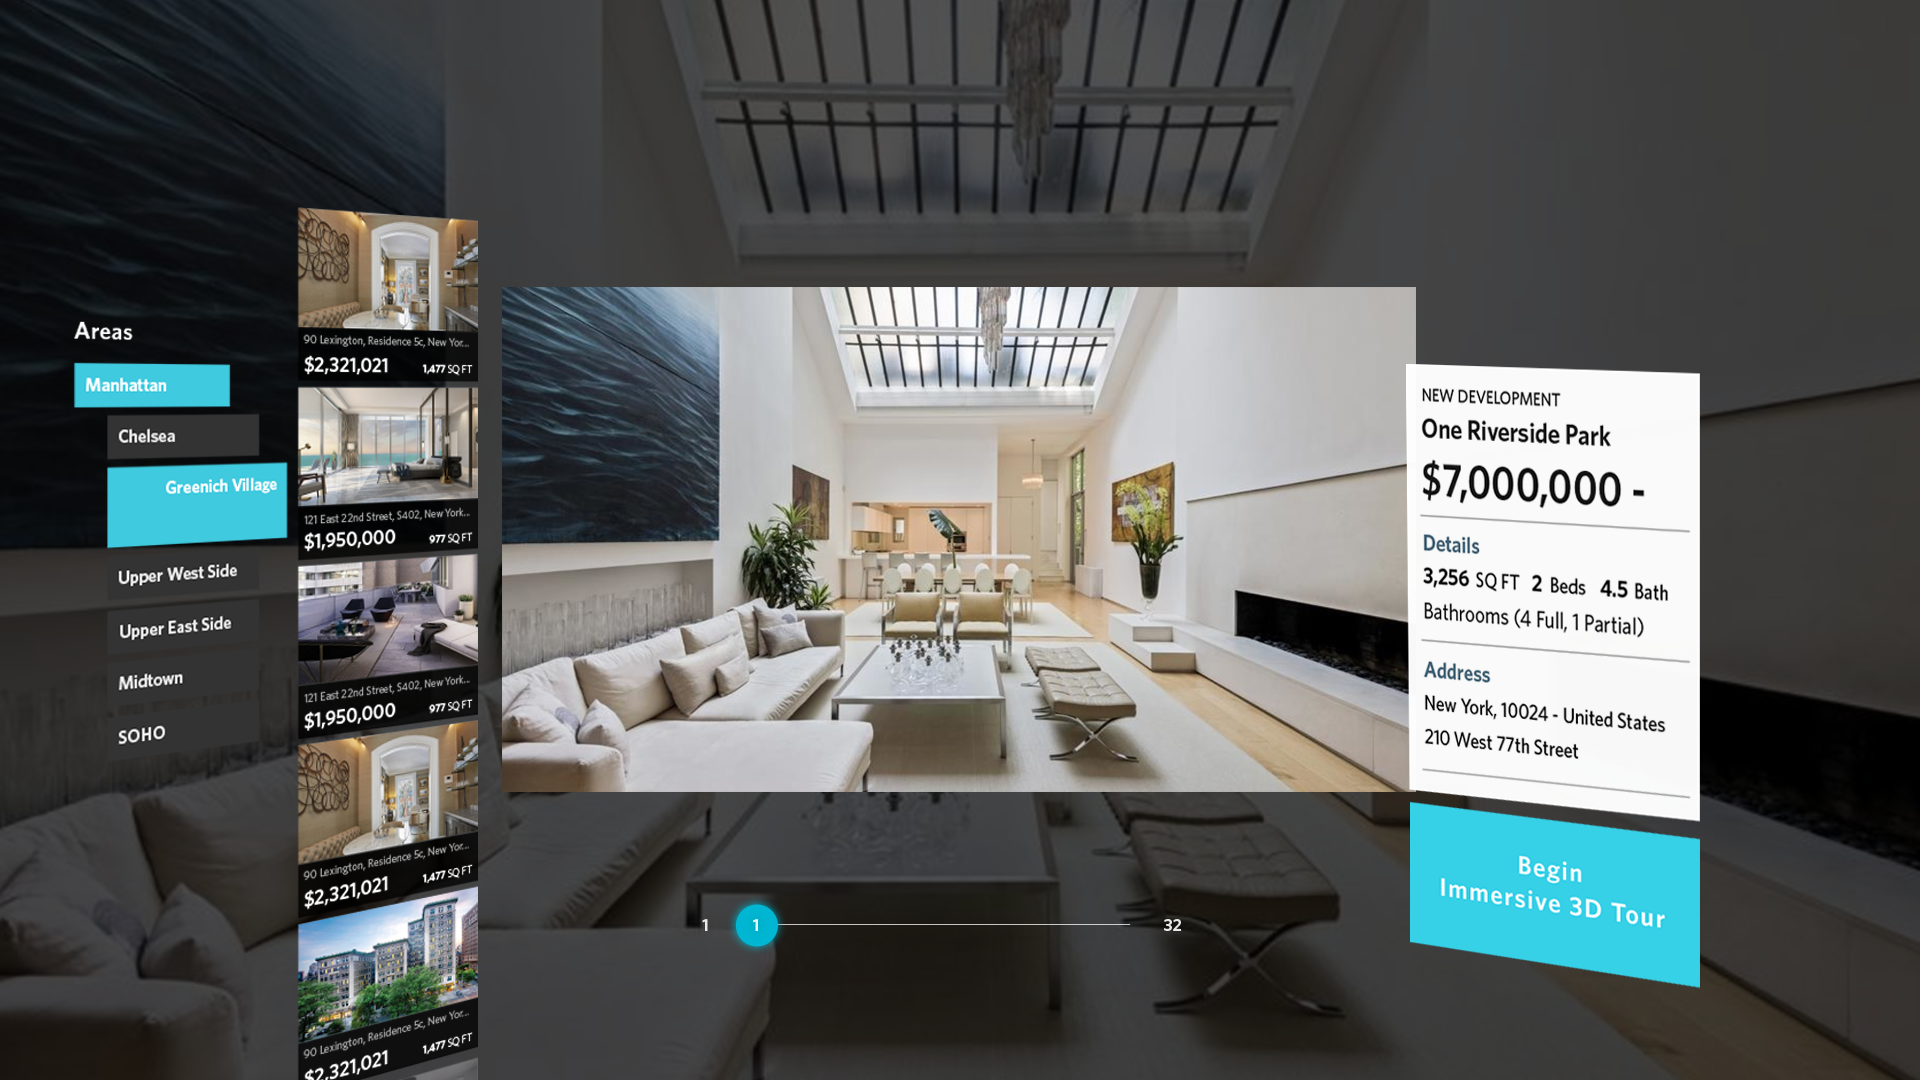 Areas
Manhattan
Chelsea
Greenich Village
Upper West Side
Upper East Side
Midtown
SOHO
90 Lexington, Residence 5c, New Yor...
$2,321,021 1,477 SQ FT
121 East 22nd Street, S402, New York...
$1,950,000 977 SQ FT
121 East 22nd Street, S402, New York...
$1,950,000 977 SQ FT
90 Lexington, Residence 5c, New Yor...
$2,321,021 1,477 SQ FT
90 Lexington, Residence 5c, New Yor...
$2,321,021 1,477 SQ FT
1 1 32
NEW DEVELOPMENT
One Riverside Park
$7,000,000 -
Details
3,256 SQ FT 2 Beds 4.5 Bath
Bathrooms (4 Full, 1 Partial)
Address
New York, 10024 - United States
210 West 77th Street
Begin
Immersive 3D Tour